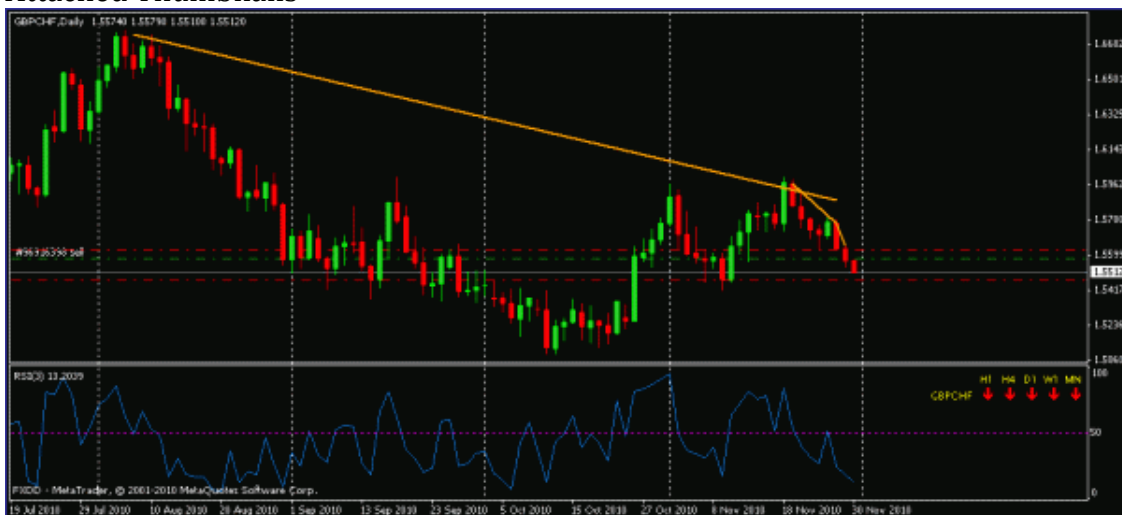 GBPCHF,Daily 1.55740 1.55790 1.55100 1.55120
1.6682
1.6501
1.6325
1.6143
1.5962
1.5780
1.5599
1.5512
1.5417
1.5236
1.5060
sell
RSI(3) 13.2039
100
50
0
H1 H4 D1 W1 MN
GBPCHF
FXDD - MetaTrader, © 2001-2010 MetaQuotes Software Corp.
19 Jul 2010 29 Jul 2010 10 Aug 2010 20 Aug 2010 1 Sep 2010 13 Sep 2010 23 Sep 2010 5 Oct 2010 15 Oct 2010 27 Oct 2010 8 Nov 2010 18 Nov 2010 30 Nov 2010